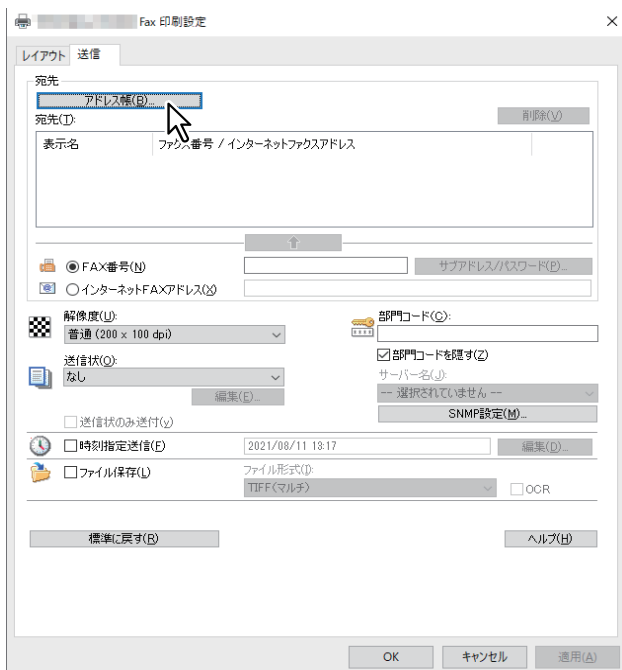 Fax 印刷設定
レイアウト 送信
宛先
アドレス帳(B)...
宛先(T):
削除(V)
表示名 ファクス番号 / インターネットファクスアドレス
FAX番号(N) サブアドレス/パスワード(P)...
インターネットFAXアドレス(X)
解像度(U):
普通 (200 x 100 dpi)
部門コード(C):
部門コードを隠す(Z)
送信状(O):
なし
編集(E)...
送信状のみ送付(y)
サーバー名(J):
-- 選択されていません --
SNMP設定(M)...
時刻指定送信(F) 2021/08/11 13:17 編集(D)...
ファイル保存(L) ファイル形式(I):
TIFF(マルチ) OCR
標準に戻す(R) ヘルプ(H)
OK キャンセル 適用(A)